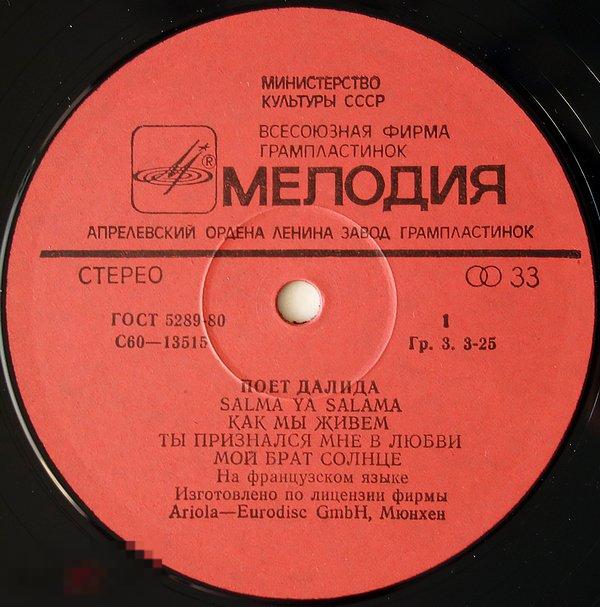 МИНИСТЕРСТВО
КУЛЬТУРЫ СССР
ВСЕСОЮЗНАЯ ФИРМА
ГРАМПЛАСТИНОК
®
МЕЛОДИЯ
АПРЕЛЕВСКИЙ ОРДЕНА ЛЕНИНА ЗАВОД ГРАМПЛАСТИНОК
СТЕРЕО
33
ГОСТ 5289-80
1
С60—13515
Гр. 3. 3-25
ПОЕТ ДАЛИДА
SALMA YA SALAMA
КАК МЫ ЖИВЕМ
ТЫ ПРИЗНАЛСЯ МНЕ В ЛЮБВИ
МОЙ БРАТ СОЛНЦЕ
На французском языке
Изготовлено по лицензии фирмы
Ariola—Eurodisc GmbH, Мюнхен